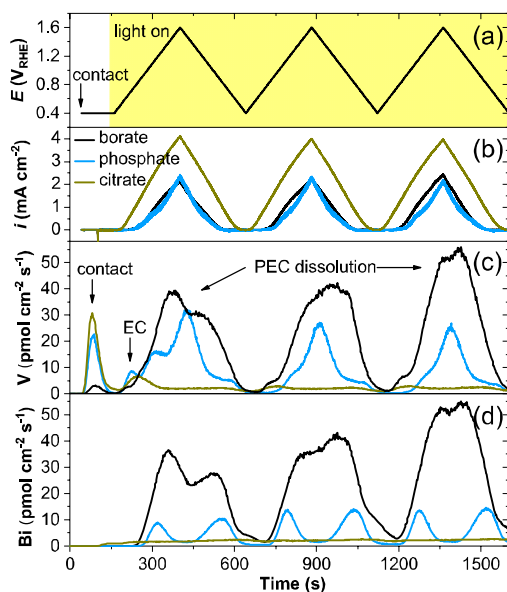 1.6
1.2
0.8
0.4
E (V_RHE)
light on
contact
(a)
4
3
2
1
0
i (mA cm⁻²)
borate
phosphate
citrate
(b)
50
40
30
20
10
0
V (pmol cm⁻² s⁻¹)
contact
EC
PEC dissolution
(c)
50
40
30
20
10
0
Bi (pmol cm⁻² s⁻¹)
(d)
0 300 600 900 1200 1500
Time (s)